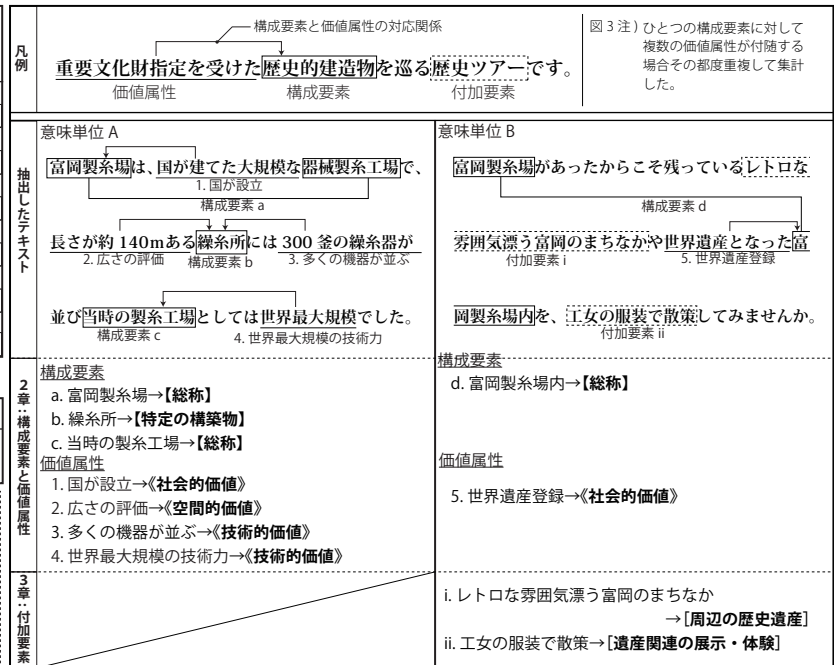 凡例
構成要素と価値属性の対応関係
重要文化財指定を受けた歴史的建造物を巡る歴史ツアーです。
価値属性 構成要素 付加要素
図3注)ひとつの構成要素に対して
複数の価値属性が付随する
場合その都度重複して集計
した。
抽出したテキスト
意味単位 A
富岡製糸場は、国が建てた大規模な器械製糸工場で、
1. 国が設立
構成要素 a
長さが約 140mある繰糸所には 300 釜の繰糸器が
2. 広さの評価 構成要素 b 3. 多くの機器が並ぶ
並び当時の製糸工場としては世界最大規模でした。
構成要素 c 4. 世界最大規模の技術力
意味単位 B
富岡製糸場があったからこそ残っているレトロな
構成要素 d
雰囲気漂う富岡のまちなかや世界遺産となった富
付加要素 i 5. 世界遺産登録
岡製糸場内を、工女の服装で散策してみませんか。
付加要素 ii
2章:構成要素と価値属性
構成要素
a. 富岡製糸場→【総称】
b. 繰糸所→【特定の構築物】
c. 当時の製糸工場→【総称】
価値属性
1. 国が設立→《社会的価値》
2. 広さの評価→《空間的価値》
3. 多くの機器が並ぶ→《技術的価値》
4. 世界最大規模の技術力→《技術的価値》
構成要素
d. 富岡製糸場内→【総称】
価値属性
5. 世界遺産登録→《社会的価値》
3章:付加要素
i. レトロな雰囲気漂う富岡のまちなか
→[周辺の歴史遺産]
ii. 工女の服装で散策→[遺産関連の展示・体験]